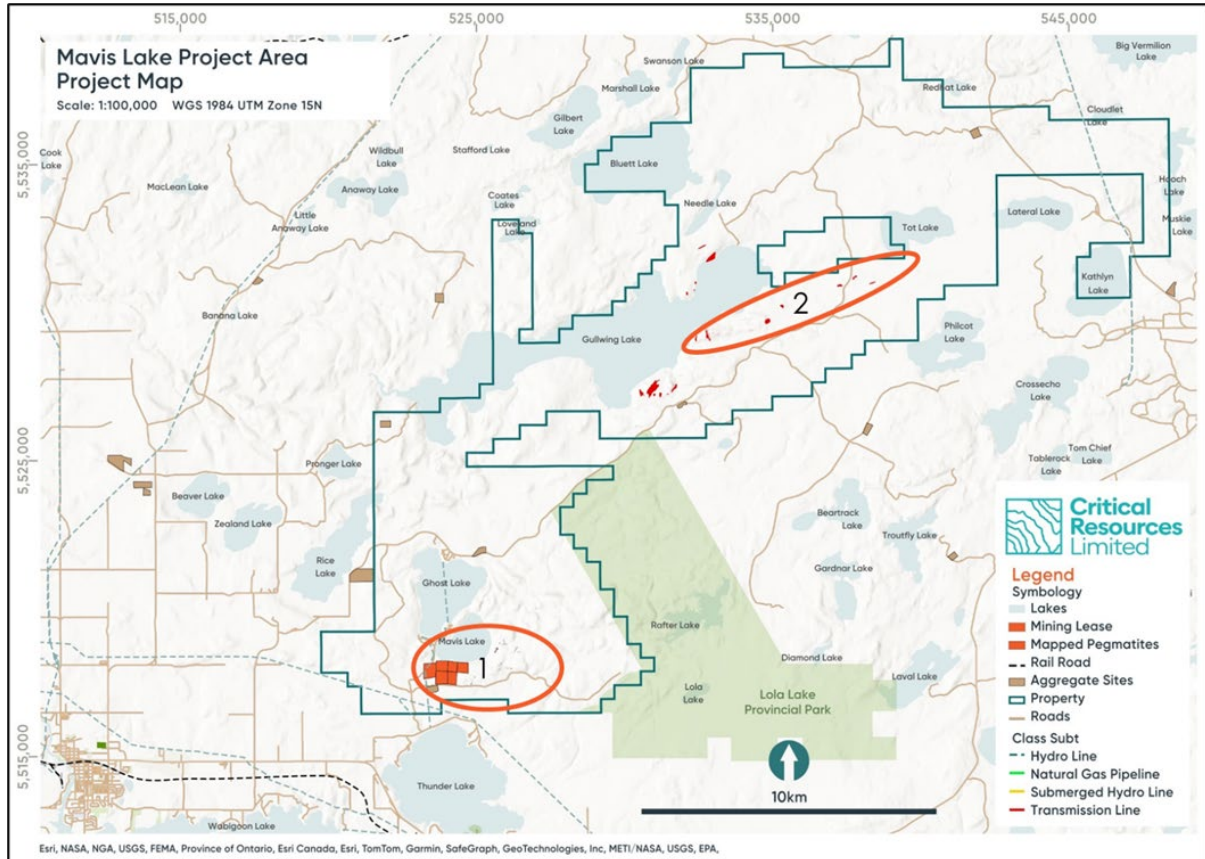 515,000
525,000
535,000
545,000
Mavis Lake Project Area
Project Map
Scale: 1:100,000 WGS 1984 UTM Zone 15N
Big Vermilion
Lake
Swanson Lake
Marshall Lake
Redhat Lake
Cloudlet
Lake
Gilbert
Lake
5,535,000
Cook
Lake
Wildbull
Lake
Stafford Lake
Bluett Lake
MacLean Lake
Anaway Lake
Coates
Lake
Needle Lake
Hooch
Lake
Little
Anaway Lake
Loveland
Lake
Tot Lake
Lateral Lake
Muskie
Lake
Kathlyn
Lake
2
Banana Lake
Gullwing Lake
Philcot
Lake
Crossecho
Lake
5,525,000
Pronger Lake
Tom Chief
Lake
Tablerock
Lake
Beaver Lake
Zealand Lake
Beartrack
Lake
Troutfly Lake
Rice
Lake
Ghost Lake
Gardnar Lake
Rafter Lake
Mavis Lake
1
Diamond Lake
Laval Lake
Lola
Lake
Lola Lake
Provincial Park
5,515,000
Thunder Lake
10km
Wabigoon Lake
Critical
Resources
Limited
Legend
Symbology
Lakes
Mining Lease
Mapped Pegmatites
Rail Road
Aggregate Sites
Property
Roads
Class Subt
Hydro Line
Natural Gas Pipeline
Submerged Hydro Line
Transmission Line
Esri, NASA, NGA, USGS, FEMA, Province of Ontario, Esri Canada, Esri, TomTom, Garmin, SafeGraph, GeoTechnologies, Inc, METI/NASA, USGS, EPA,